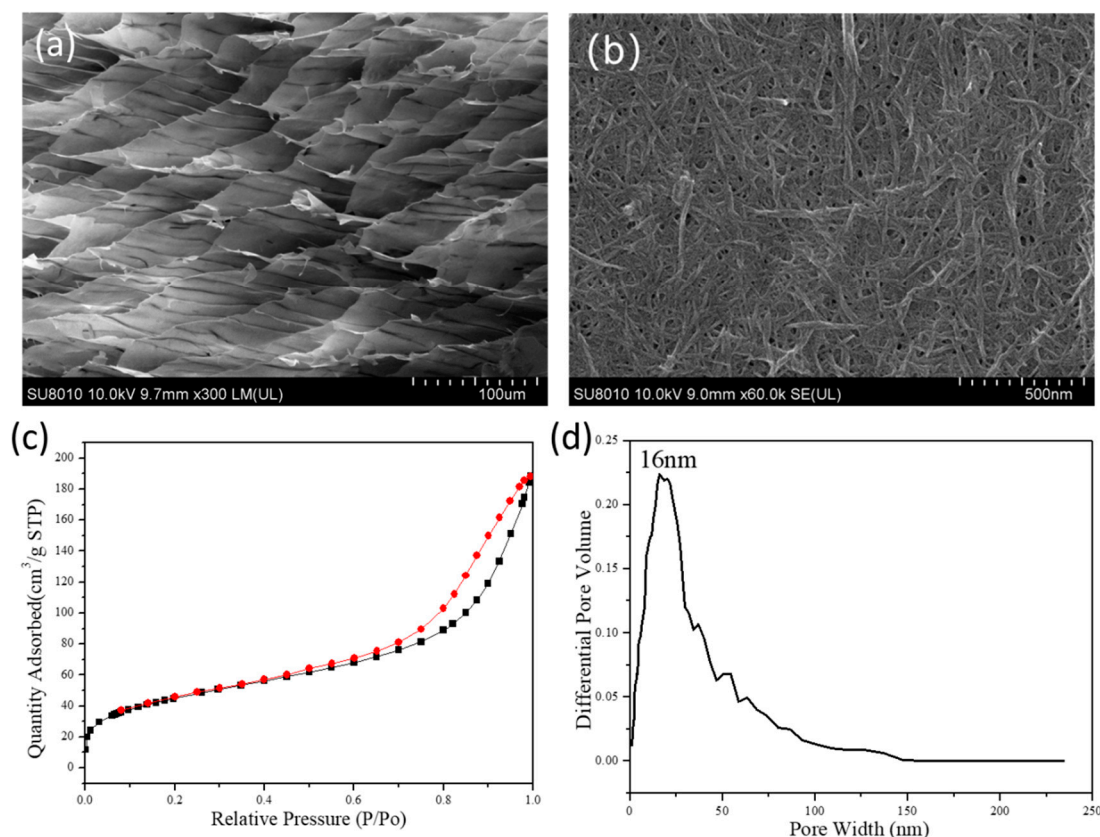 (a)
SU8010 10.0kV 9.7mm x300 LM(UL)
100um
(b)
SU8010 10.0kV 9.0mm x60.0k SE(UL)
500nm
(c)
200
180
160
140
120
100
80
60
40
20
0
Quantity Adsorbed(cm³/g STP)
0.0 0.2 0.4 0.6 0.8 1.0
Relative Pressure (P/Po)
(d)
16nm
0.25
0.20
0.15
0.10
0.05
0.00
Differential Pore Volume
0 50 100 150 200 250
Pore Width (nm)